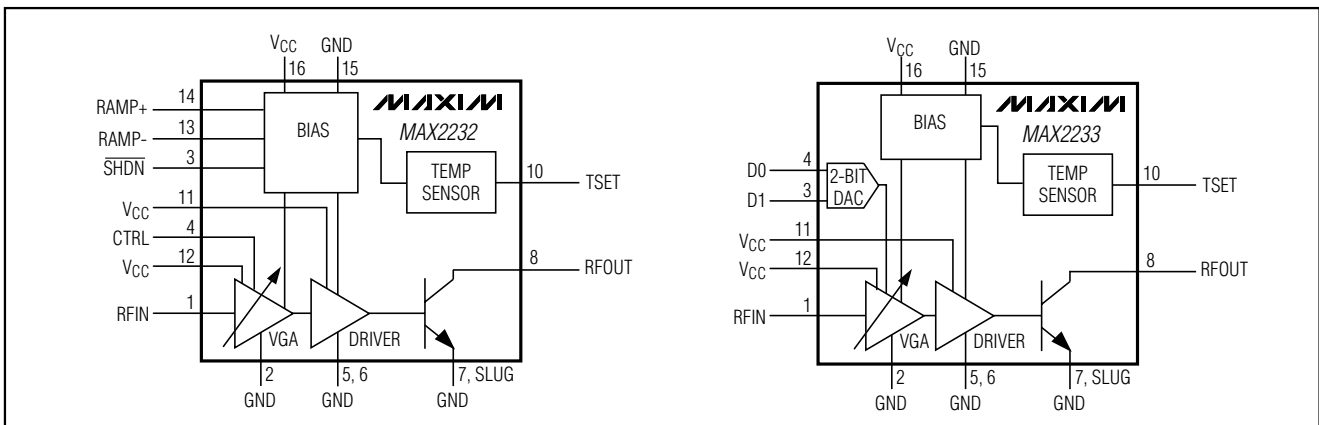 VCC GND
16 15
14
RAMP+
MAXIM
BIAS
MAX2232
13
RAMP-
3
SHDN
TEMP
SENSOR
10
TSET
11
VCC
4
CTRL
12
VCC
8
RFOUT
1
RFIN
VGA DRIVER
2 5, 6 7, SLUG
GND GND GND
VCC GND
16 15
MAXIM
BIAS
MAX2233
4
D0
2-BIT
DAC
3
D1
TEMP
SENSOR
10
TSET
11
VCC
12
VCC
8
RFOUT
1
RFIN
VGA DRIVER
2 5, 6 7, SLUG
GND GND GND